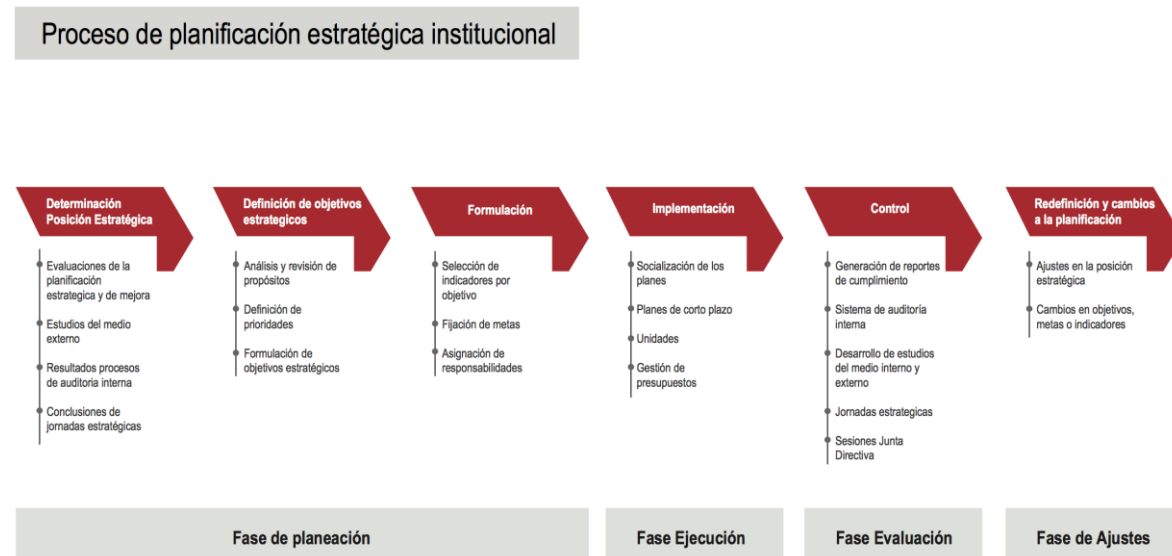 Proceso de planificación estratégica institucional
Determinación
Posición Estratégica
Evaluaciones de la
planificación
estrategica y de mejora
Estudios del medio
externo
Resultados procesos
de auditoria interna
Conclusiones de
jornadas estratégicas
Definición de objetivos
estrategicos
Análisis y revisión de
propósitos
Definición de
prioridades
Formulación de
objetivos estratégicos
Formulación
Selección de
indicadores por
objetivo
Fijación de metas
Asignación de
responsabilidades
Implementación
Socialización de los
planes
Planes de corto plazo
Unidades
Gestión de
presupuestos
Control
Generación de reportes
de cumplimiento
Sistema de auditoría
interna
Desarrollo de estudios
del medio interno y
externo
Jornadas estrategicas
Sesiones Junta
Directiva
Redefinición y cambios
a la planificación
Ajustes en la posición
estratégica
Cambios en objetivos,
metas o indicadores
Fase de planeación
Fase Ejecución
Fase Evaluación
Fase de Ajustes